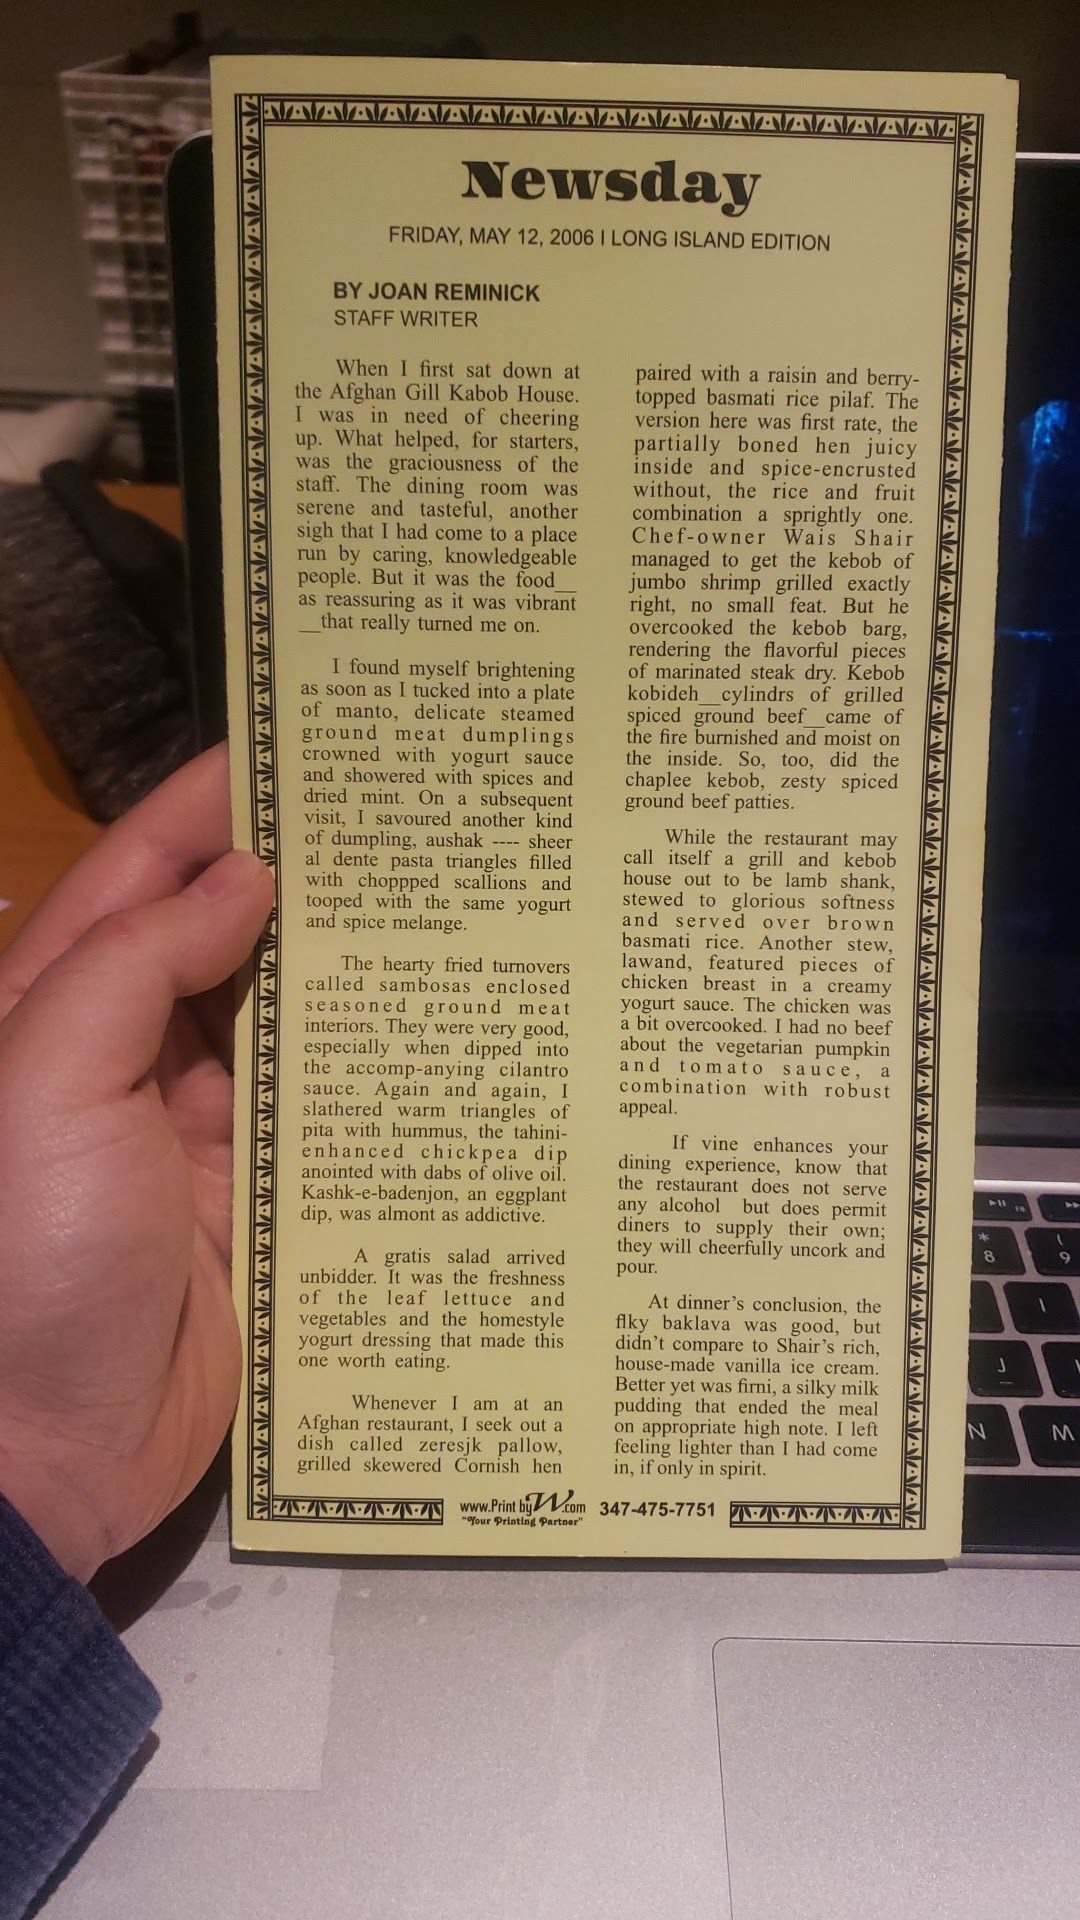 Newsday
FRIDAY, MAY 12, 2006 I LONG ISLAND EDITION
BY JOAN REMINICK
STAFF WRITER
When I first sat down at
the Afghan Gill Kabob House.
I was in need of cheering
up. What helped, for starters,
was the graciousness of the
staff. The dining room was
serene and tasteful, another
sigh that I had come to a place
run by caring, knowledgeable
people. But it was the food__
as reassuring as it was vibrant
__that really turned me on.
I found myself brightening
as soon as I tucked into a plate
of manto, delicate steamed
ground meat dumplings
crowned with yogurt sauce
and showered with spices and
dried mint. On a subsequent
visit, I savoured another kind
of dumpling, aushak ---- sheer
al dente pasta triangles filled
with choppped scallions and
tooped with the same yogurt
and spice melange.
The hearty fried turnovers
called sambosas enclosed
seasoned ground meat
interiors. They were very good,
especially when dipped into
the accomp-anying cilantro
sauce. Again and again, I
slathered warm triangles of
pita with hummus, the tahini-
enhanced chickpea dip
anointed with dabs of olive oil.
Kashk-e-badenjon, an eggplant
dip, was almont as addictive.
A gratis salad arrived
unbidder. It was the freshness
of the leaf lettuce and
vegetables and the homestyle
yogurt dressing that made this
one worth eating.
Whenever I am at an
Afghan restaurant, I seek out a
dish called zeresjk pallow,
grilled skewered Cornish hen
paired with a raisin and berry-
topped basmati rice pilaf. The
version here was first rate, the
partially boned hen juicy
inside and spice-encrusted
without, the rice and fruit
combination a sprightly one.
Chef-owner Wais Shair
managed to get the kebob of
jumbo shrimp grilled exactly
right, no small feat. But he
overcooked the kebob barg,
rendering the flavorful pieces
of marinated steak dry. Kebob
kobideh__cylindrs of grilled
spiced ground beef__came of
the fire burnished and moist on
the inside. So, too, did the
chaplee kebob, zesty spiced
ground beef patties.
While the restaurant may
call itself a grill and kebob
house out to be lamb shank,
stewed to glorious softness
and served over brown
basmati rice. Another stew,
lawand, featured pieces of
chicken breast in a creamy
yogurt sauce. The chicken was
a bit overcooked. I had no beef
about the vegetarian pumpkin
and tomato sauce, a
combination with robust
appeal.
If vine enhances your
dining experience, know that
the restaurant does not serve
any alcohol but does permit
diners to supply their own;
they will cheerfully uncork and
pour.
At dinner's conclusion, the
flky baklava was good, but
didn't compare to Shair's rich,
house-made vanilla ice cream.
Better yet was firni, a silky milk
pudding that ended the meal
on appropriate high note. I left
feeling lighter than I had come
in, if only in spirit.
www.Print byW.com 347-475-7751
"Your Printing Partner"
F8
* 8
( 9
I
J
N
M